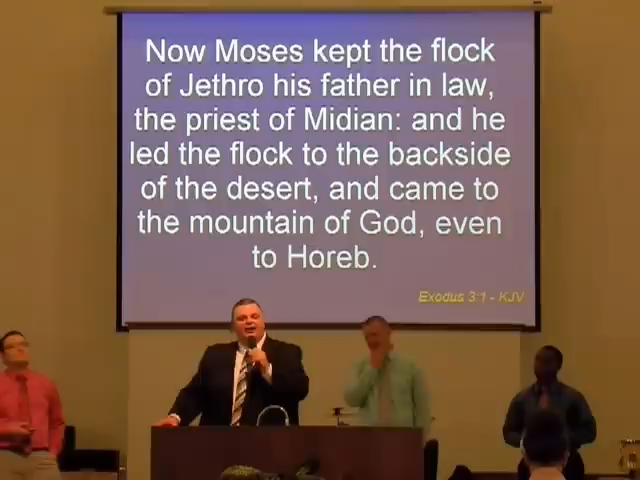 Now Moses kept the flock
of Jethro his father in law,
the priest of Midian: and he
led the flock to the backside
of the desert, and came to
the mountain of God, even
to Horeb.
Exodus 3:1 - KJV